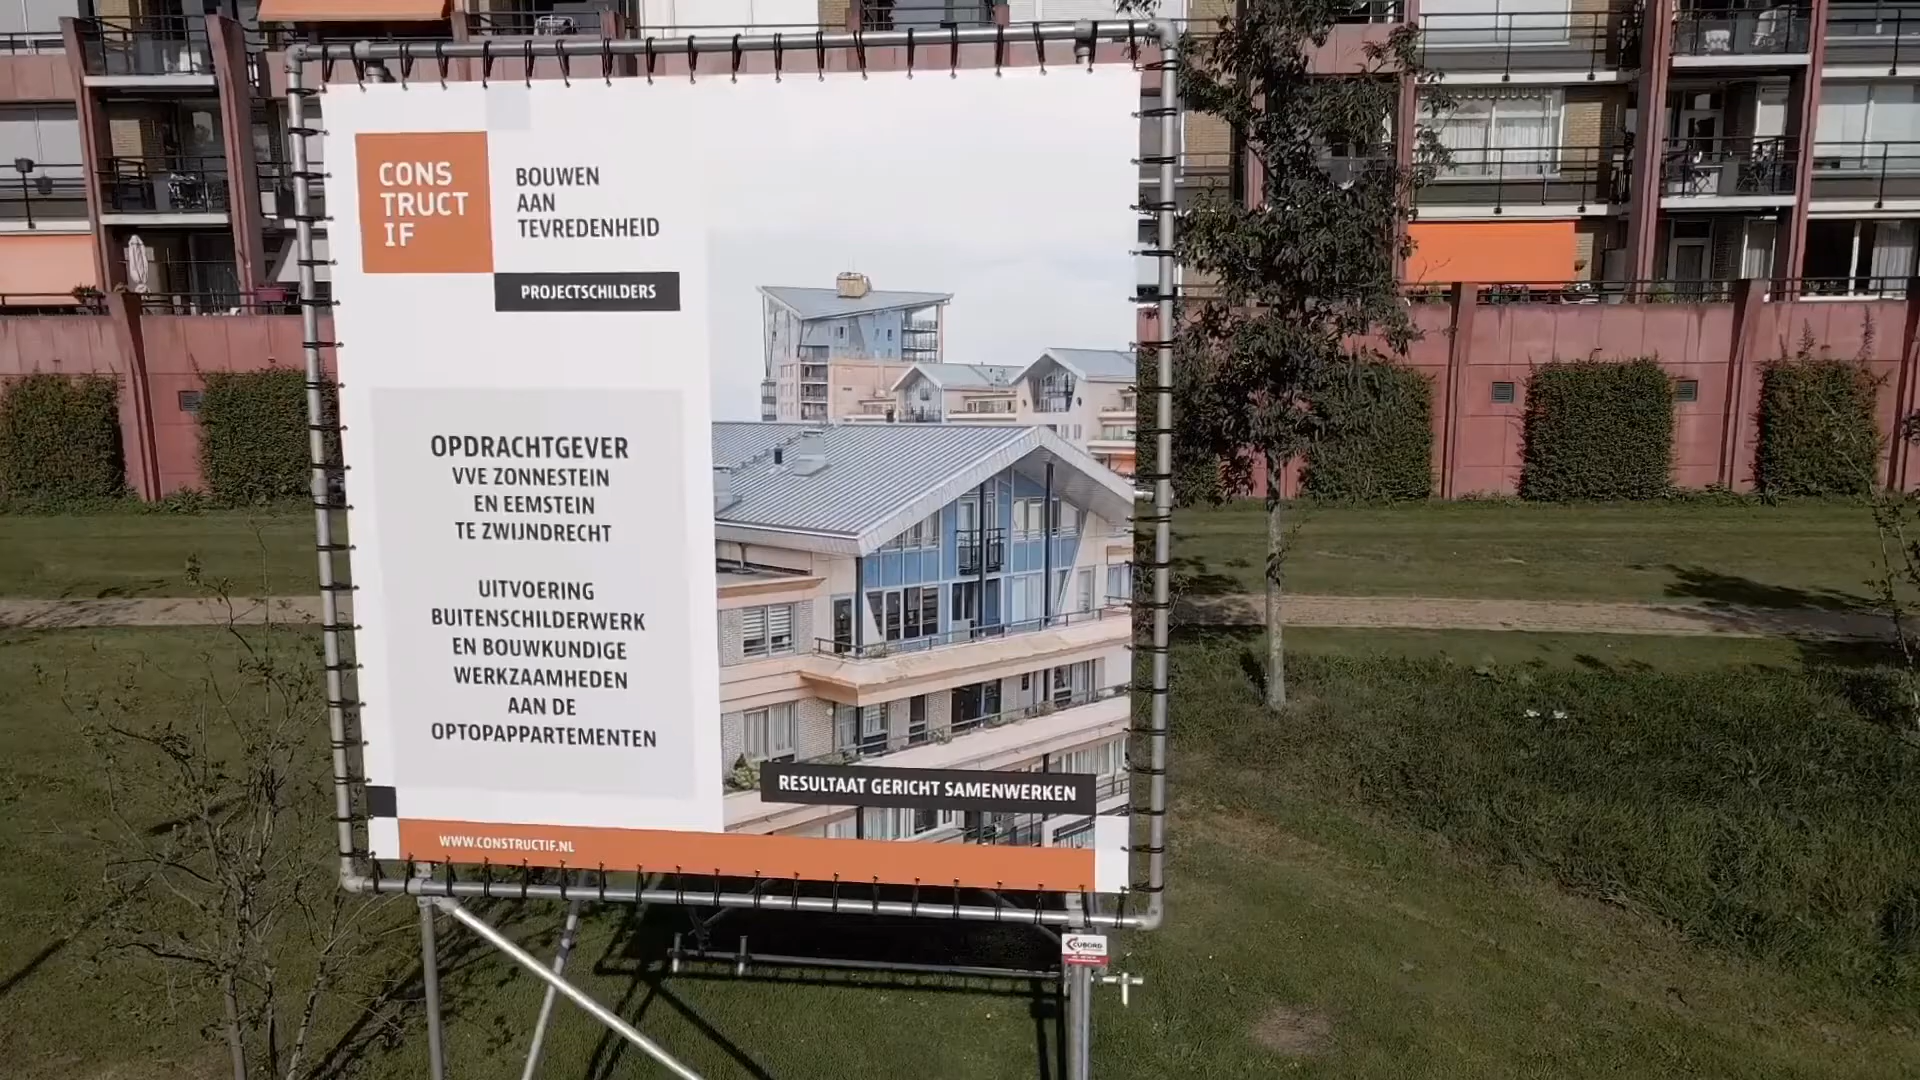 CONS
TRUCT
IF
BOUWEN
AAN
TEVREDENHEID
PROJECTSCHILDERS
OPDRACHTGEVER
VVE ZONNESTEIN
EN EEMSTEIN
TE ZWIJNDRECHT
UITVOERING
BUITENSCHILDERWERK
EN BOUWKUNDIGE
WERKZAAMHEDEN
AAN DE
OPTOPAPPARTEMENTEN
RESULTAAT GERICHT SAMENWERKEN
WWW.CONSTRUCTIF.NL
CUBORD